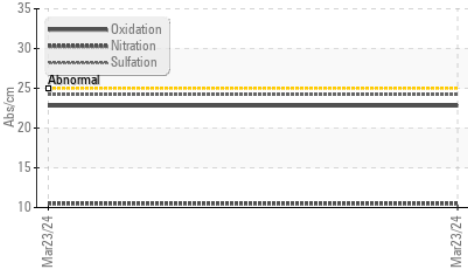 35
Oxidation
Nitration
30
Sulfation
Abnormal
25
Abs/cm
20
15
10
Mar23/24
Mar23/24